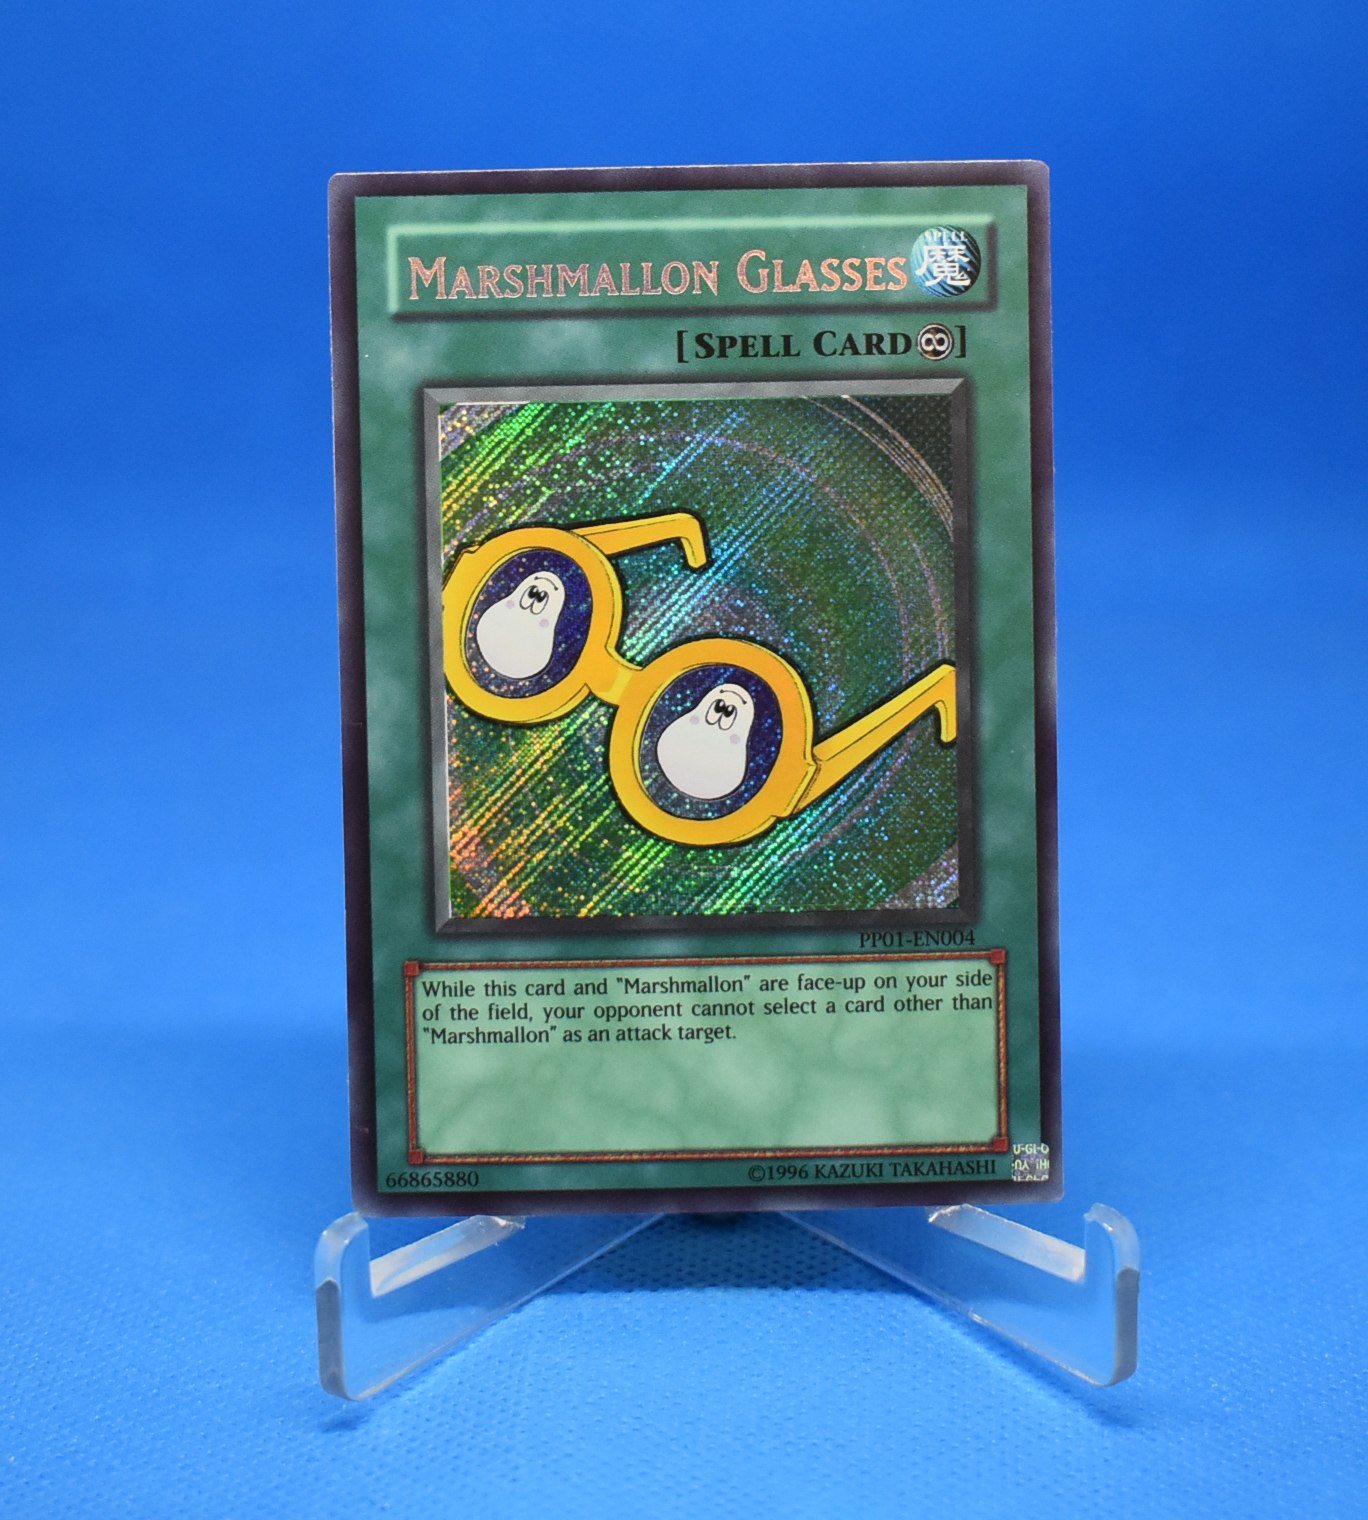 MARSHMALLON GLASSES
SPELL
魔
[SPELL CARD∞]
PP01-EN004
While this card and "Marshmallon" are face-up on your side
of the field, your opponent cannot select a card other than
"Marshmallon" as an attack target.
66865880
©1996 KAZUKI TAKAHASHI